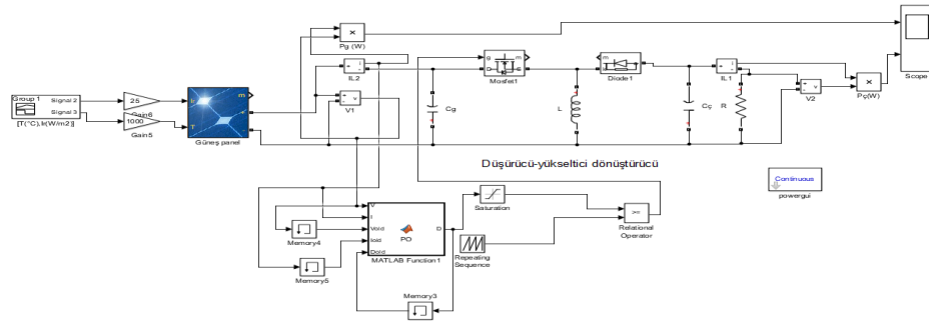 Group 1
Signal 2
Signal 3
[T(°C),Ir(W/m2)]
25
Gain6
1000
Gain5
Ir
T
m
+
-
Güneş panel
Pg (W)
IL2
V1
Cg
g
m
D
S
Mosfet1
L
m
Diode1
Cç
IL1
R
V2
Pç(W)
Scope
Düşürücü-yükseltici dönüştürücü
Continuous
powergui
V
I
Vold
Iold
Dold
PO
D
MATLAB Function1
Memory4
Memory5
Memory3
Saturation
Repeating
Sequence
>=
Relational
Operator